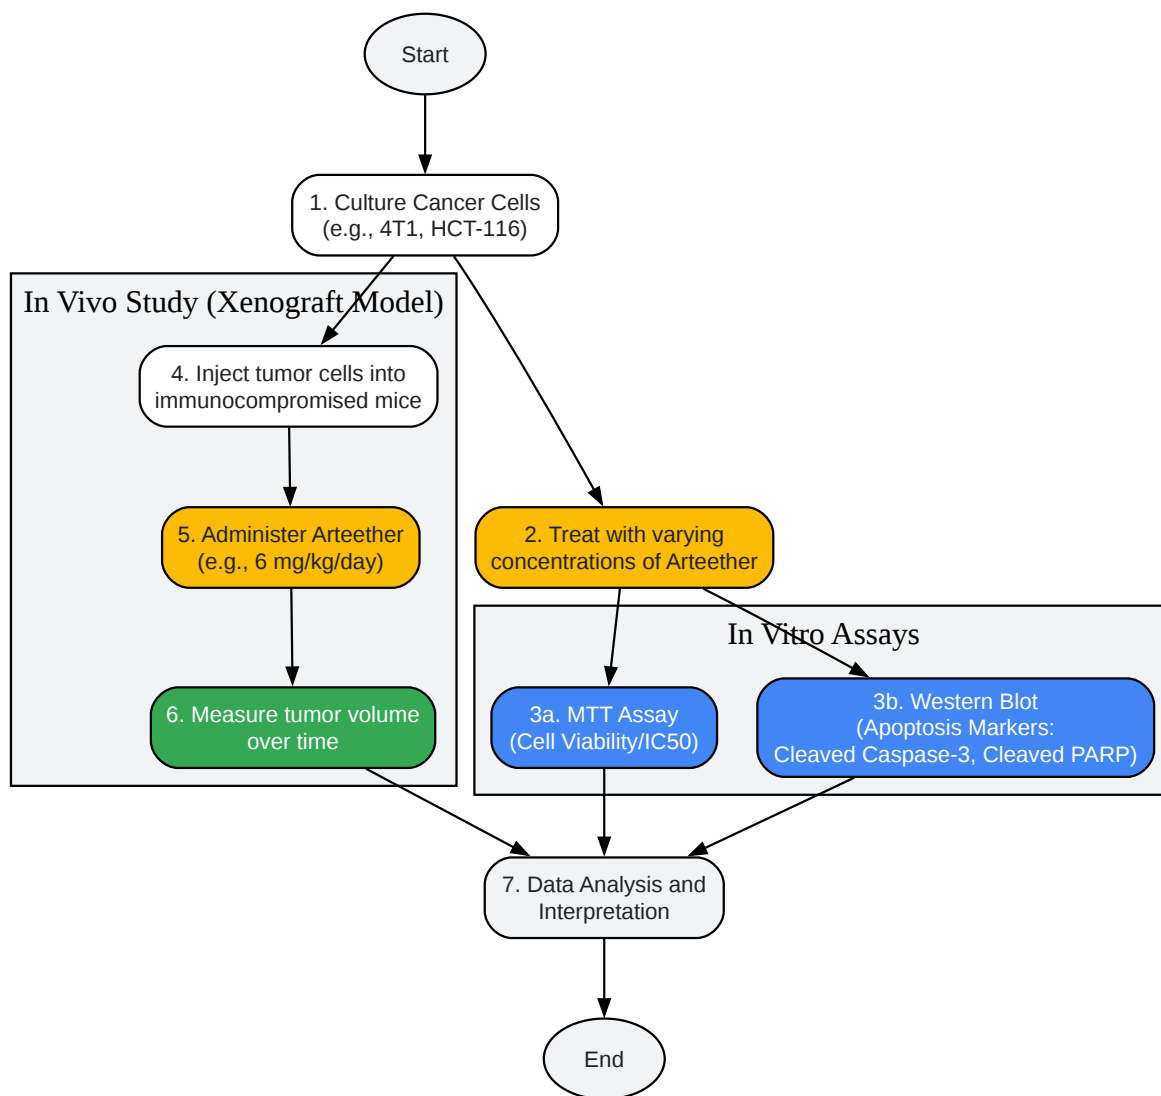 Start
1. Culture Cancer Cells
(e.g., 4T1, HCT-116)
In Vivo Study (Xenograft Model)
4. Inject tumor cells into
immunocompromised mice
5. Administer Arteether
(e.g., 6 mg/kg/day)
2. Treat with varying
concentrations of Arteether
In Vitro Assays
6. Measure tumor volume
over time
3a. MTT Assay
(Cell Viability/IC50)
3b. Western Blot
(Apoptosis Markers:
Cleaved Caspase-3, Cleaved PARP)
7. Data Analysis and
Interpretation
End